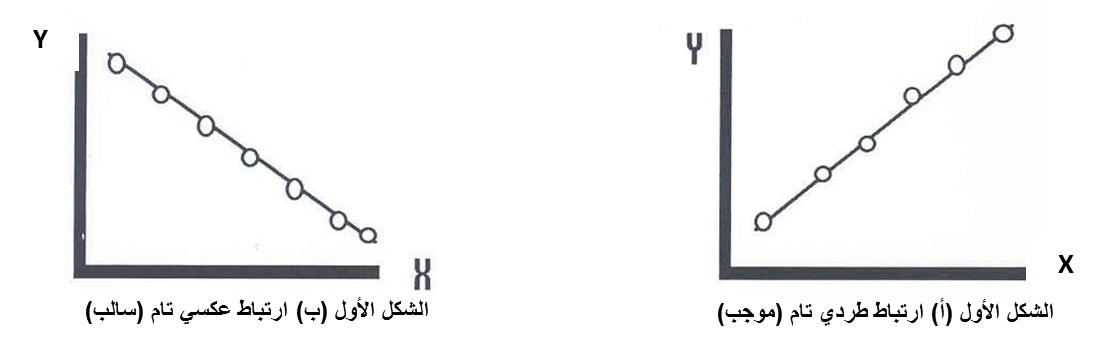 Y
X
الشكل الأول (أ) ارتباط طردي تام (موجب)
Y
X
الشكل الأول (ب) ارتباط عكسي تام (سالب)